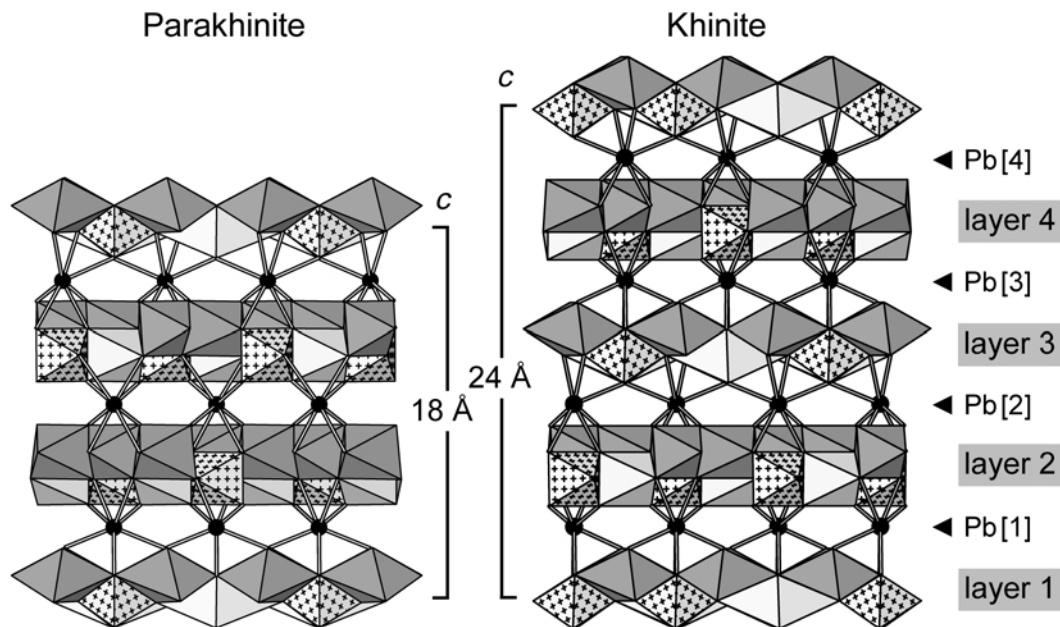 Parakhinite
Khinite
c
c
18 Å
24 Å
◄ Pb[4]
layer 4
◄ Pb[3]
layer 3
◄ Pb[2]
layer 2
◄ Pb[1]
layer 1